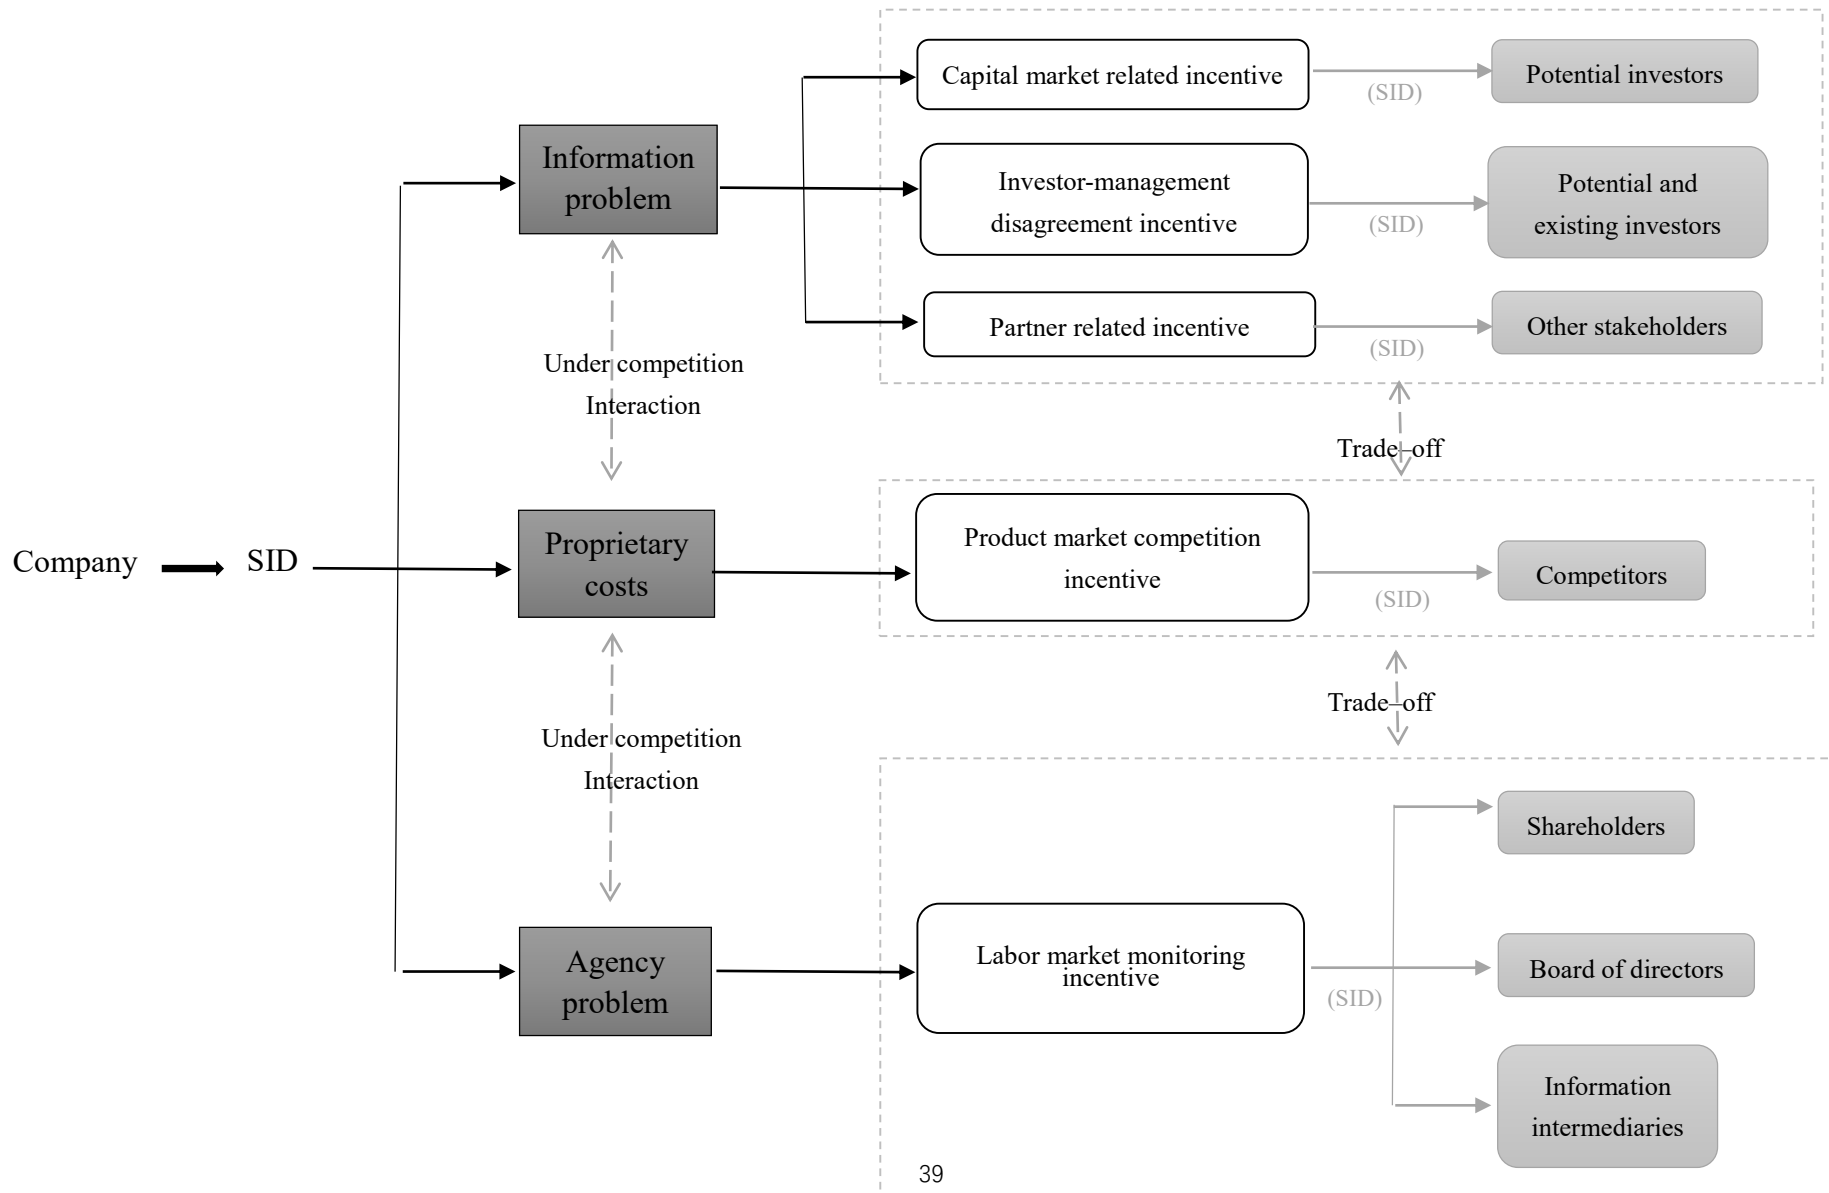 Capital market related incentive
(SID)
Potential investors
Information
problem
Investor-management
disagreement incentive
(SID)
Potential and
existing investors
Partner related incentive
(SID)
Other stakeholders
Under competition
Interaction
Trade–off
Company
SID
Proprietary
costs
Product market competition
incentive
(SID)
Competitors
Trade–off
Under competition
Interaction
Shareholders
Agency
problem
Labor market monitoring
incentive
(SID)
Board of directors
Information
intermediaries
39